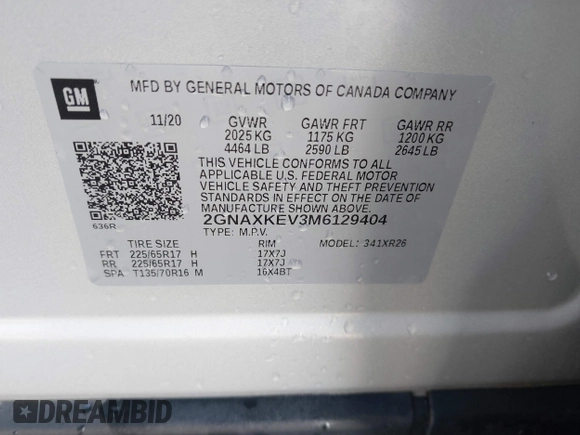 GM
MFD BY GENERAL MOTORS OF CANADA COMPANY
11/20 GVWR GAWR FRT GAWR RR
2025 KG 1175 KG 1200 KG
4464 LB 2590 LB 2645 LB
THIS VEHICLE CONFORMS TO ALL
APPLICABLE U.S. FEDERAL MOTOR
VEHICLE SAFETY AND THEFT PREVENTION
STANDARDS IN EFFECT ON THE DATE OF
MANUFACTURE SHOWN ABOVE.
636R 2GNAXKEV3M6129404
TYPE: M.P.V.
TIRE SIZE RIM MODEL: 341XR26
FRT 225/65R17 H 17X7J
RR 225/65R17 H 17X7J
SPA T135/70R16 M 16X4BT
DREAMBID